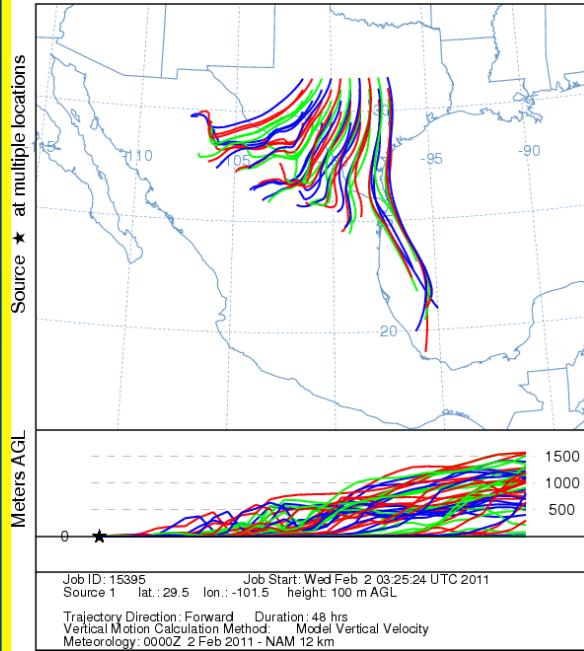 Source ★ at multiple locations
-115
-110
-105
-95
-90
30
20
Meters AGL
1500
1000
500
0
★
Job ID: 15395 Job Start: Wed Feb 2 03:25:24 UTC 2011
Source 1 lat.: 29.5 lon.: -101.5 height: 100 m AGL
Trajectory Direction: Forward Duration: 48 hrs
Vertical Motion Calculation Method: Model Vertical Velocity
Meteorology: 0000Z 2 Feb 2011 - NAM 12 km